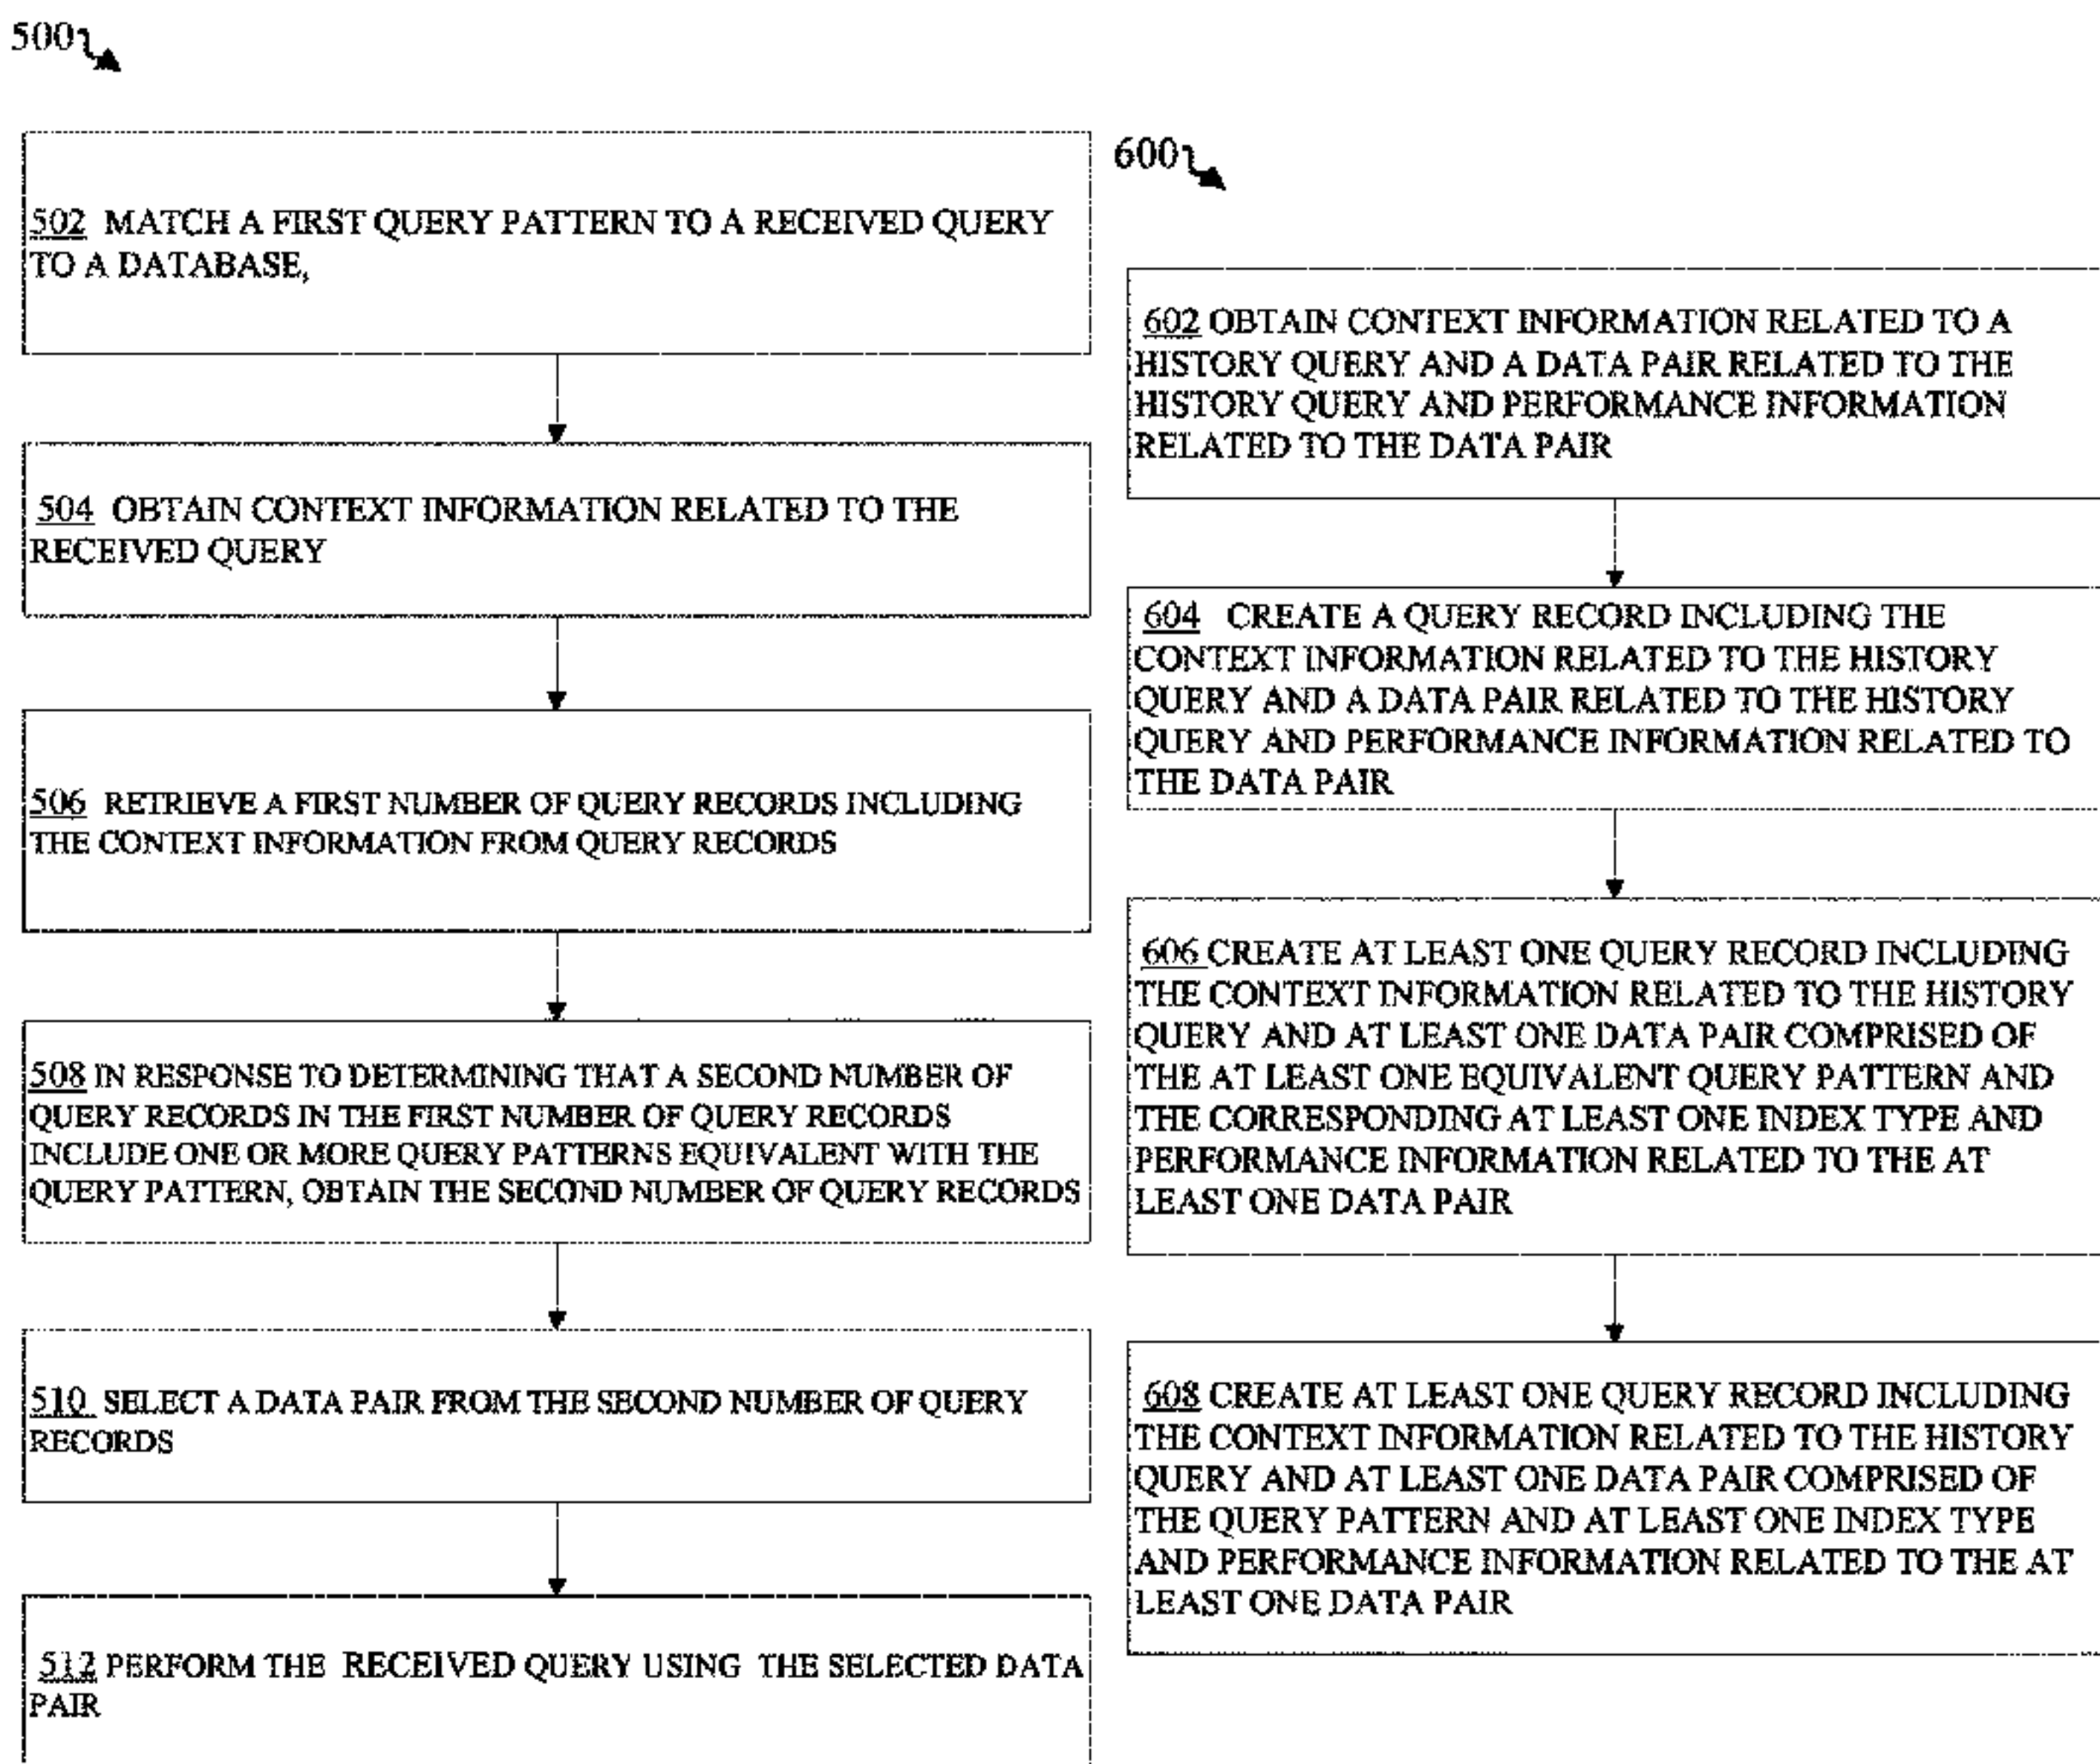 500
502 MATCH A FIRST QUERY PATTERN TO A RECEIVED QUERY
TO A DATABASE,
504 OBTAIN CONTEXT INFORMATION RELATED TO THE
RECEIVED QUERY
506 RETRIEVE A FIRST NUMBER OF QUERY RECORDS INCLUDING
THE CONTEXT INFORMATION FROM QUERY RECORDS
508 IN RESPONSE TO DETERMINING THAT A SECOND NUMBER OF
QUERY RECORDS IN THE FIRST NUMBER OF QUERY RECORDS
INCLUDE ONE OR MORE QUERY PATTERNS EQUIVALENT WITH THE
QUERY PATTERN, OBTAIN THE SECOND NUMBER OF QUERY RECORDS
510 SELECT A DATA PAIR FROM THE SECOND NUMBER OF QUERY
RECORDS
512 PERFORM THE RECEIVED QUERY USING THE SELECTED DATA
PAIR
600
602 OBTAIN CONTEXT INFORMATION RELATED TO A
HISTORY QUERY AND A DATA PAIR RELATED TO THE
HISTORY QUERY AND PERFORMANCE INFORMATION
RELATED TO THE DATA PAIR
604 CREATE A QUERY RECORD INCLUDING THE
CONTEXT INFORMATION RELATED TO THE HISTORY
QUERY AND A DATA PAIR RELATED TO THE HISTORY
QUERY AND PERFORMANCE INFORMATION RELATED TO
THE DATA PAIR
606 CREATE AT LEAST ONE QUERY RECORD INCLUDING
THE CONTEXT INFORMATION RELATED TO THE HISTORY
QUERY AND AT LEAST ONE DATA PAIR COMPRISED OF
THE AT LEAST ONE EQUIVALENT QUERY PATTERN AND
THE CORRESPONDING AT LEAST ONE INDEX TYPE AND
PERFORMANCE INFORMATION RELATED TO THE AT
LEAST ONE DATA PAIR
608 CREATE AT LEAST ONE QUERY RECORD INCLUDING
THE CONTEXT INFORMATION RELATED TO THE HISTORY
QUERY AND AT LEAST ONE DATA PAIR COMPRISED OF
THE QUERY PATTERN AND AT LEAST ONE INDEX TYPE
AND PERFORMANCE INFORMATION RELATED TO THE AT
LEAST ONE DATA PAIR